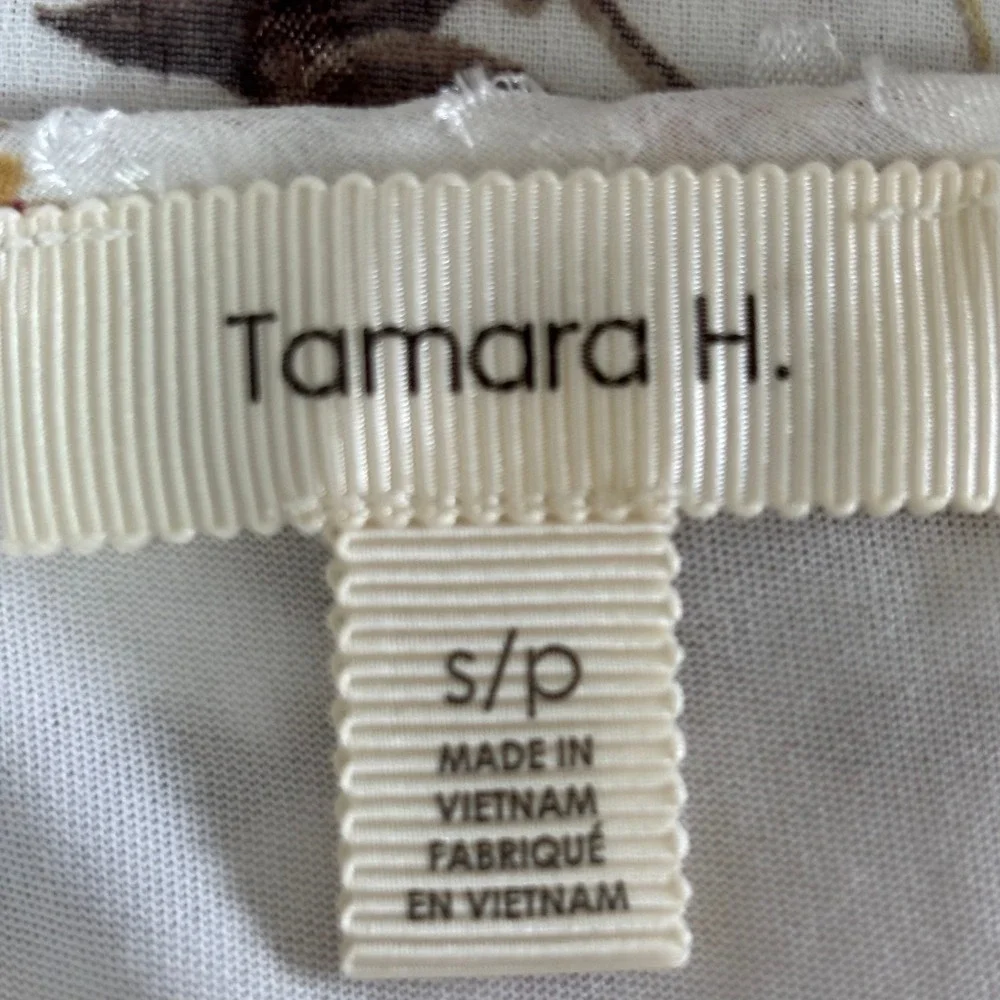 Tamara H.
s/p
MADE IN
VIETNAM
FABRIQUÉ
EN VIETNAM